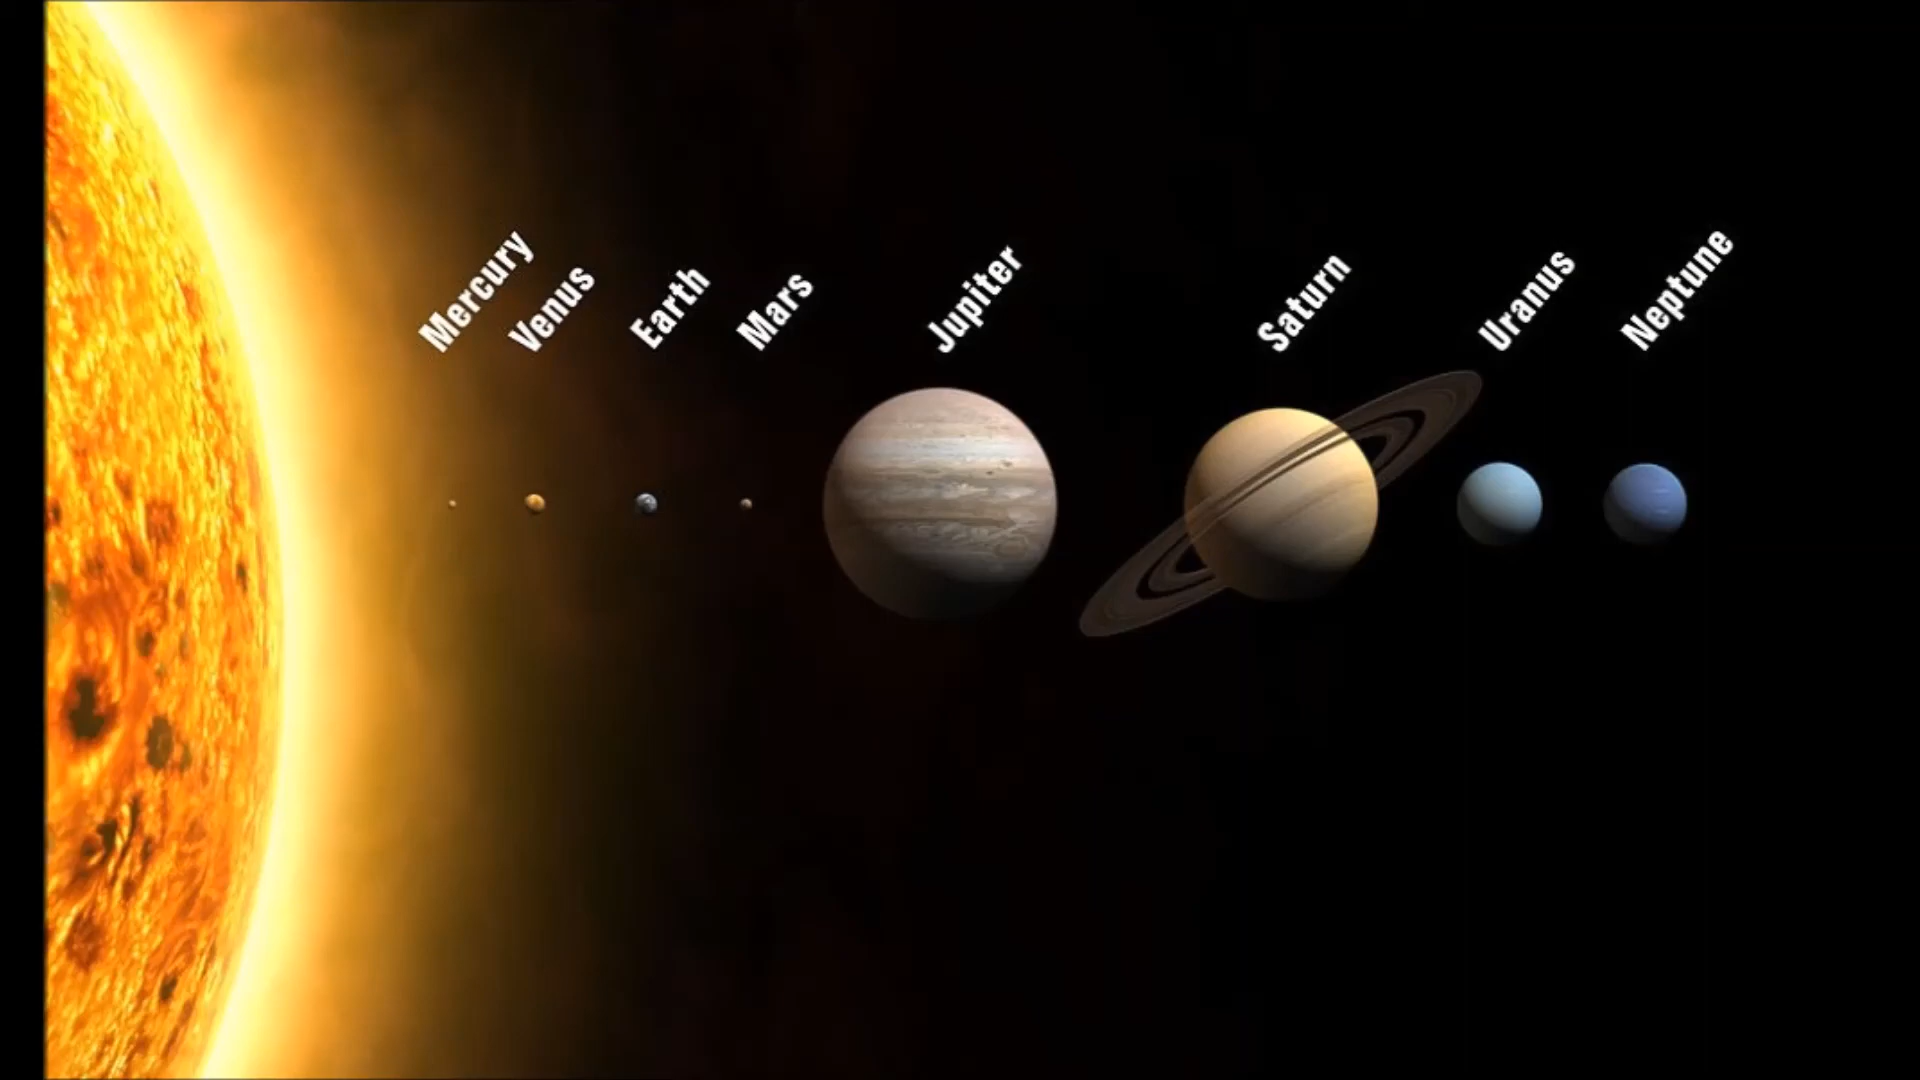 Mercury
Venus
Earth
Mars
Jupiter
Saturn
Uranus
Neptune